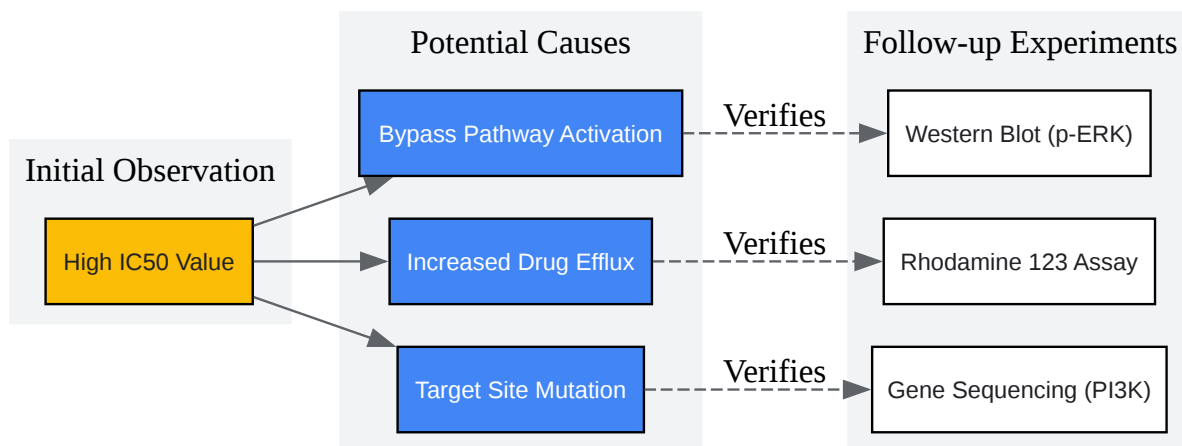 Initial Observation
High IC50 Value
Potential Causes
Bypass Pathway Activation
Increased Drug Efflux
Target Site Mutation
Verifies
Verifies
Verifies
Follow-up Experiments
Western Blot (p-ERK)
Rhodamine 123 Assay
Gene Sequencing (PI3K)